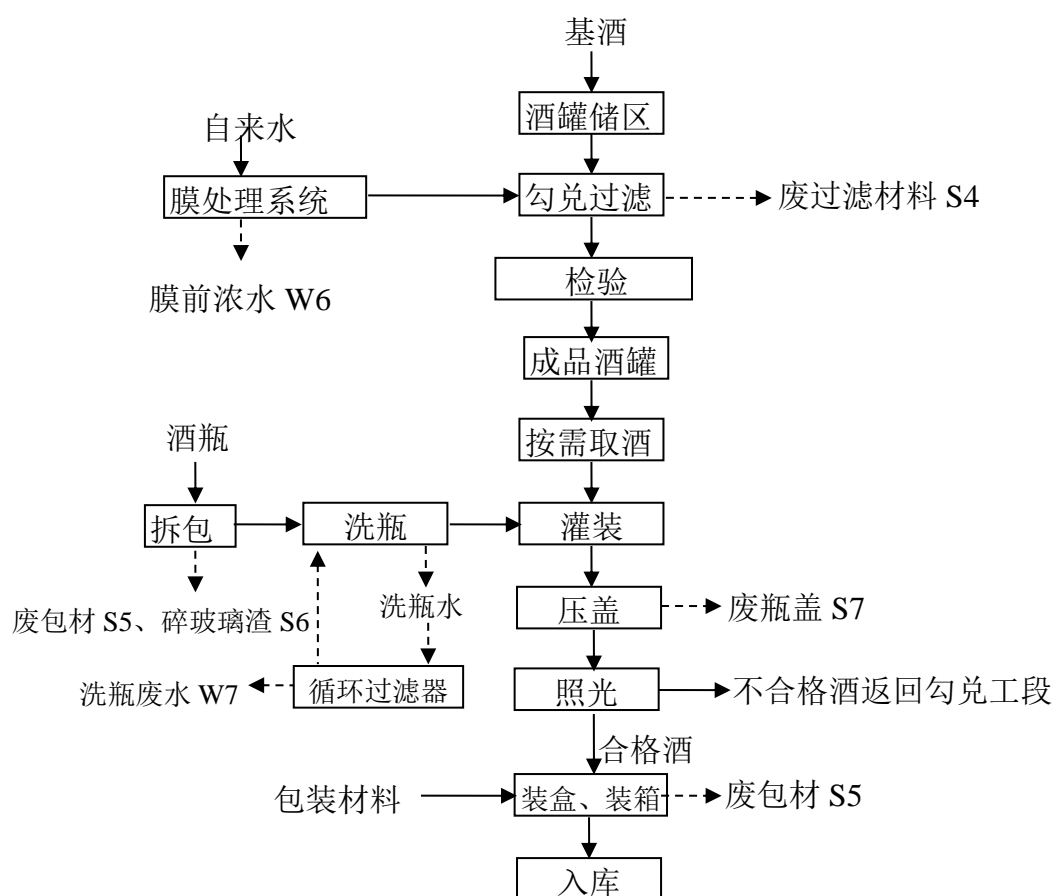 基酒
酒罐储区
自来水
膜处理系统
勾兑过滤
废过滤材料 S4
膜前浓水 W6
检验
成品酒罐
酒瓶
按需取酒
拆包
洗瓶
灌装
废包材 S5、碎玻璃渣 S6
洗瓶水
压盖
废瓶盖 S7
洗瓶废水 W7
循环过滤器
照光
不合格酒返回勾兑工段
合格酒
包装材料
装盒、装箱
废包材 S5
入库